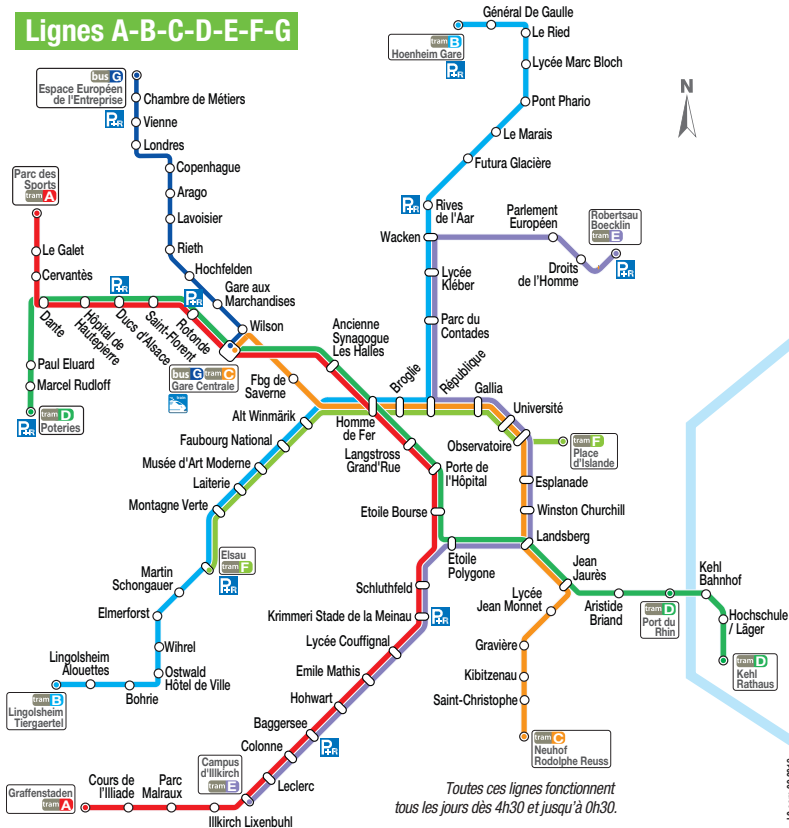 Lignes A-B-C-D-E-F-G
Général De Gaulle
tram B
Hoenheim Gare
P+R
Le Ried
Lycée Marc Bloch
Pont Phario
Le Marais
Futura Glacière
N
bus G
Espace Européen
de l'Entreprise
P+R
Chambre de Métiers
Vienne
Londres
Copenhague
Arago
Lavoisier
Rieth
Hochfelden
Gare aux
Marchandises
Wilson
Parc des
Sports
tram A
Le Galet
Cervantès
P+R
Rives
de l'Aar
Wacken
Parlement
Européen
Robertsau
Boecklin
tram E
P+R
Droits
de l'Homme
Lycée
Kléber
Parc du
Contades
P+R
P+R
Dante
Hôpital de
Hautepierre
Ducs d'Alsace
Saint-Florent
Rotonde
Ancienne
Synagogue
Les Halles
Paul Eluard
Marcel Rudloff
P+R
tram D
Poteries
bus G tram C
Gare Centrale
Fbg de
Saverne
Broglie
République
Gallia
Université
Alt Winmärik
Homme
de Fer
Observatoire
tram F
Place
d'Islande
Faubourg National
Musée d'Art Moderne
Laiterie
Montagne Verte
Langstross
Grand'Rue
Porte de
l'Hôpital
Esplanade
Winston Churchill
Etoile Bourse
Landsberg
Elsau
tram F
P+R
Etoile
Polygone
Jean
Jaurès
Kehl
Bahnhof
Martin
Schongauer
Schluthfeld
Lycée
Jean Monnet
Aristide
Briand
tram D
Port du
Rhin
Hochschule
/ Läger
Elmerforst
Krimmeri Stade de la Meinau
P+R
Wihrel
Lycée Couffignal
Gravière
tram D
Kehl
Rathaus
Lingolsheim
Alouettes
Ostwald
Hôtel de Ville
Emile Mathis
Kibitzenau
tram B
Lingolsheim
Tiergaertel
Bohrie
Hohwart
Saint-Christophe
Baggersee
P+R
Colonne
tram C
Neuhof
Rodolphe Reuss
Campus
d'Illkirch
tram E
Leclerc
Graffenstaden
tram A
Cours de
l'Illiade
Parc
Malraux
Illkirch Lixenbuhl
Toutes ces lignes fonctionnent
tous les jours dès 4h30 et jusqu'à 0h30.